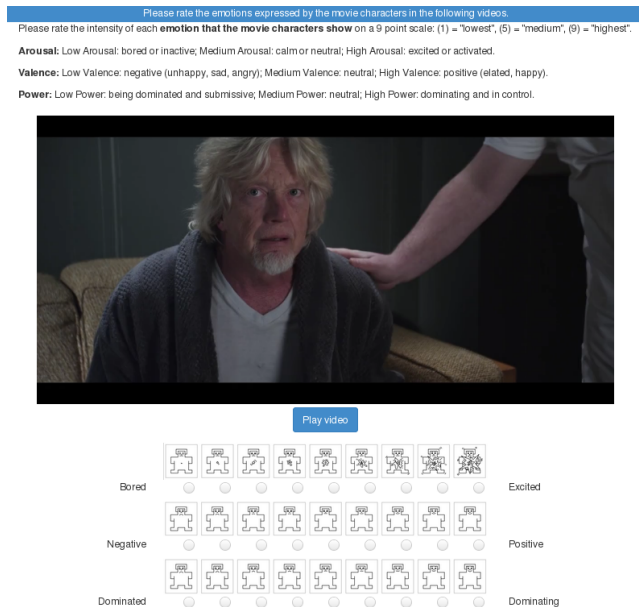 Please rate the emotions expressed by the movie characters in the following videos.
Please rate the intensity of each emotion that the movie characters show on a 9 point scale: (1) = "lowest", (5) = "medium", (9) = "highest".
Arousal: Low Arousal: bored or inactive; Medium Arousal: calm or neutral; High Arousal: excited or activated.
Valence: Low Valence: negative (unhappy, sad, angry); Medium Valence: neutral; High Valence: positive (elated, happy).
Power: Low Power: being dominated and submissive; Medium Power: neutral; High Power: dominating and in control.
Play video
Bored Excited
Negative Positive
Dominated Dominating